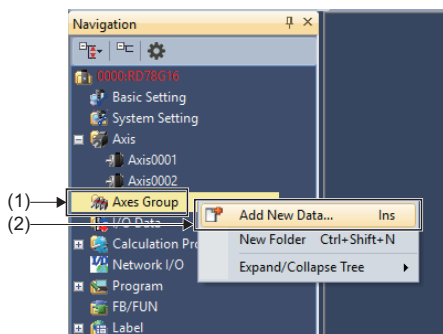 Navigation
0000:RD78G16
Basic Setting
System Setting
Axis
Axis0001
Axis0002
(1)
Axes Group
(2)
Add New Data... Ins
I/O Data
New Folder Ctrl+Shift+N
Calculation Pro
Network I/O
Expand/Collapse Tree
Program
FB/FUN
Label